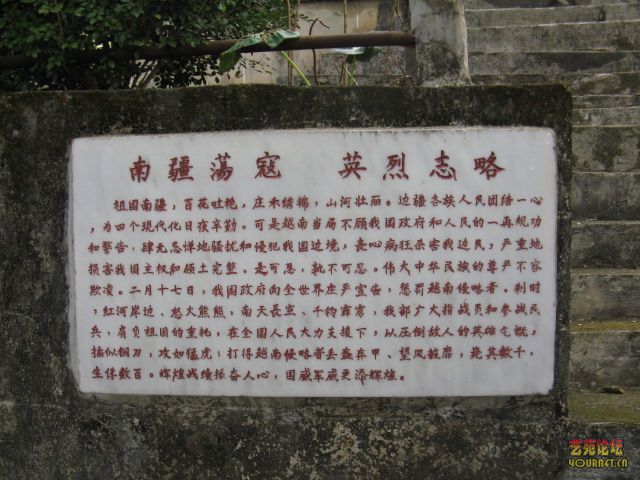 南疆荡寇 英烈志略
祖国南疆，百花吐艳，庄禾绣锦，山河壮丽。边疆各族人民团结一心
，为四个现代化日夜辛勤。可是越南当局不顾我国政府和人民的一再规劝
和警告，肆无忌惮地骚扰和侵犯我国边境，丧心病狂杀害我边民，严重地
损害我国主权和领土完整。是可忍，孰不可忍。伟大中华民族的尊严不容
欺凌。二月十七日，我国政府向全世界庄严宣告，惩罚越南侵略者，刹时
，红河岸边、怒火熊熊，南天长空、千钧霹雳，我部广大指战员和参战民
兵，肩负祖国的重托，在全国人民大力支援下，以压倒敌人的英雄气慨，
猛似钢刀，攻如猛虎；打得越南侵略者丢盔弃甲、望风披靡，毙其数千，
生俘数百。辉煌战绩振奋人心，国威军威更添辉煌。
艺苑论坛
YOURNET.CN